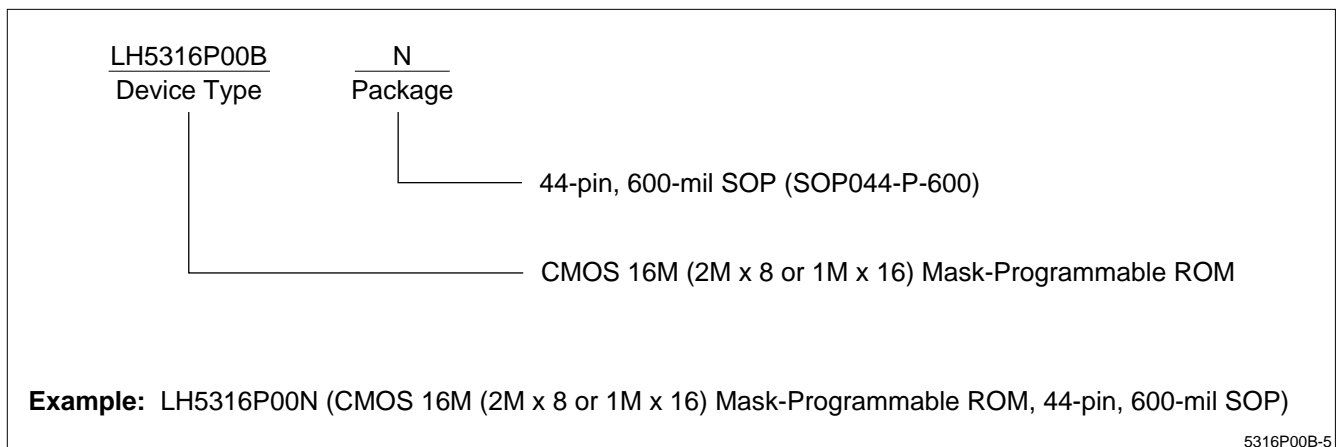 LH5316P00B N
Device Type Package
44-pin, 600-mil SOP (SOP044-P-600)
CMOS 16M (2M x 8 or 1M x 16) Mask-Programmable ROM
Example: LH5316P00N (CMOS 16M (2M x 8 or 1M x 16) Mask-Programmable ROM, 44-pin, 600-mil SOP)
5316P00B-5